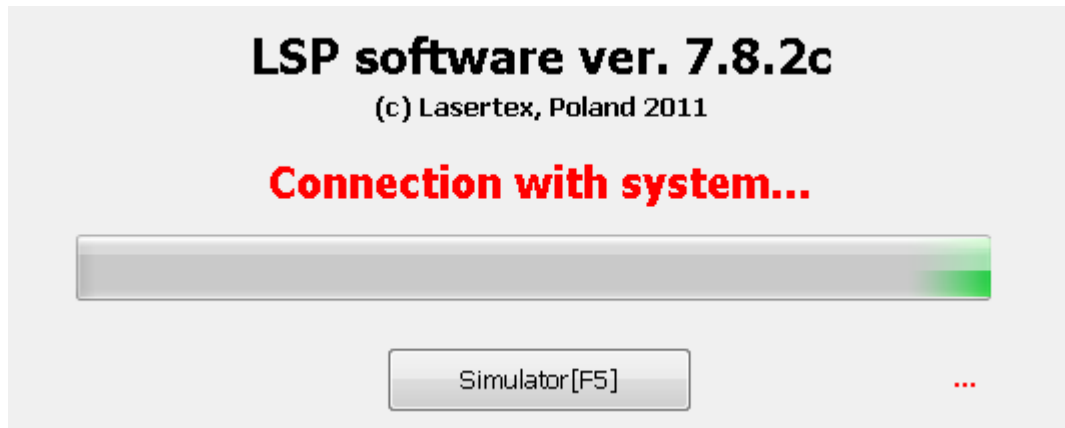 LSP software ver. 7.8.2c
(c) Lasertex, Poland 2011
Connection with system...
Simulator[F5]
...